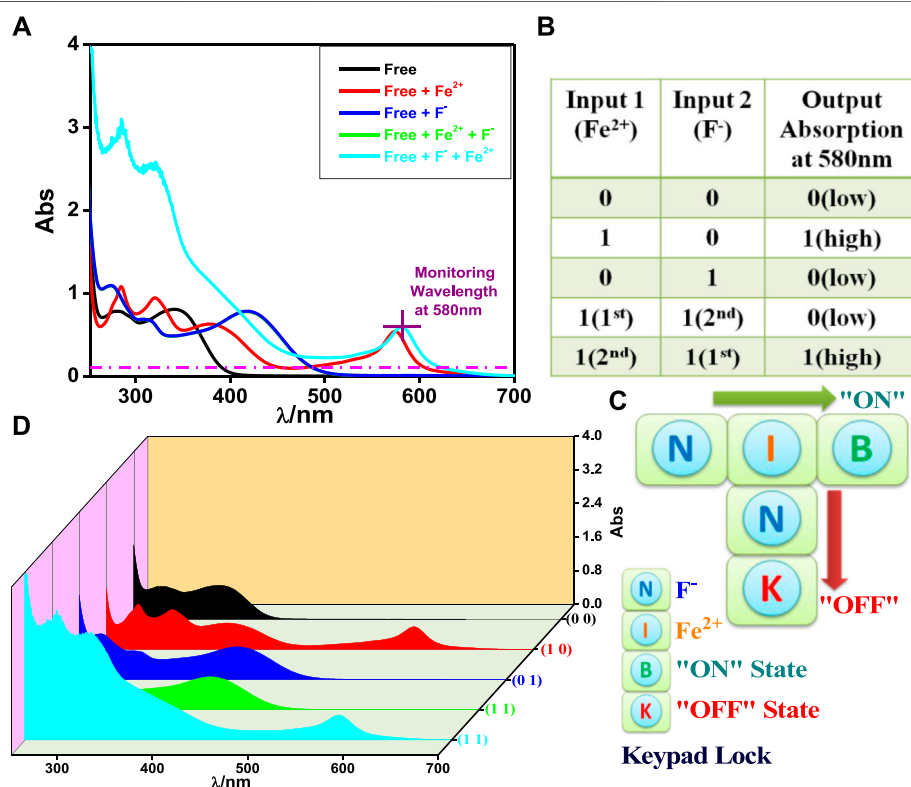 A
4
3
2
1
0
Abs
300
400
500
600
700
λ/nm
Free
Free + Fe²⁺
Free + F⁻
Free + Fe²⁺ + F⁻
Free + F⁻ + Fe²⁺
Monitoring
Wavelength
at 580nm
B
Input 1 Input 2 Output
(Fe²⁺) (F⁻) Absorption
at 580nm
0 0 0(low)
1 0 1(high)
0 1 0(low)
1(1ˢᵗ) 1(2ⁿᵈ) 0(low)
1(2ⁿᵈ) 1(1ˢᵗ) 1(high)
C
"ON"
N I B
N
K
"OFF"
N F⁻
I Fe²⁺
B "ON" State
K "OFF" State
Keypad Lock
D
4.0
3.2
2.4
1.6
0.8
0.0
Abs
(0 0)
(1 0)
(0 1)
(1 1)
(1 1)
300
400
500
600
700
λ/nm